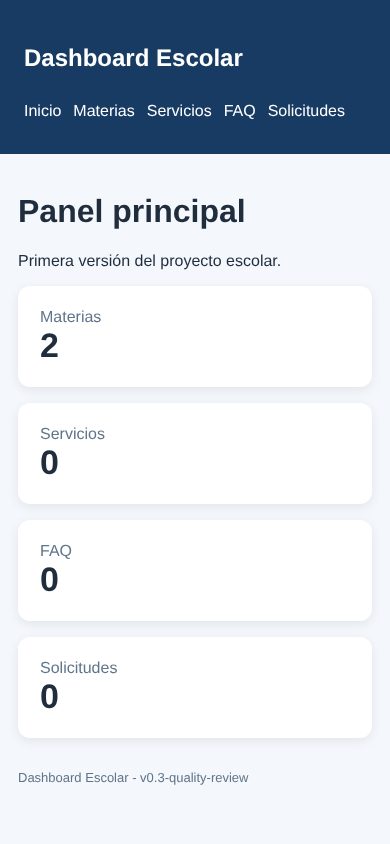 Dashboard Escolar
Inicio Materias Servicios FAQ Solicitudes
Panel principal
Primera versión del proyecto escolar.
Materias
2
Servicios
0
FAQ
0
Solicitudes
0
Dashboard Escolar - v0.3-quality-review